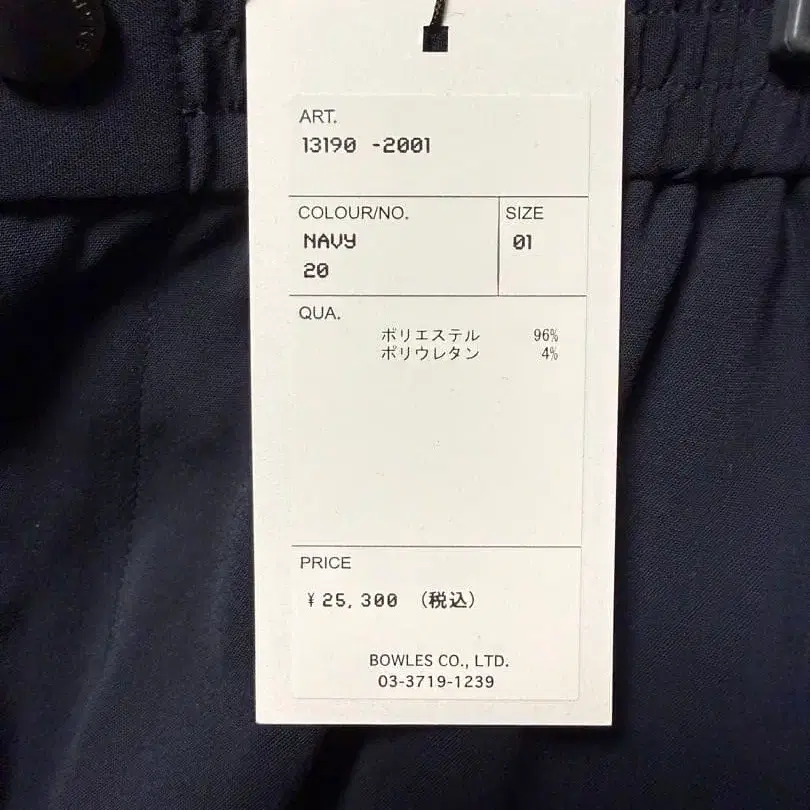 ART.
13190 -2001
COLOUR/NO.
NAVY
20
SIZE
01
QUA.
ポリエステル 96%
ポリウレタン 4%
PRICE
¥25,300 (税込)
BOWLES CO., LTD.
03-3719-1239